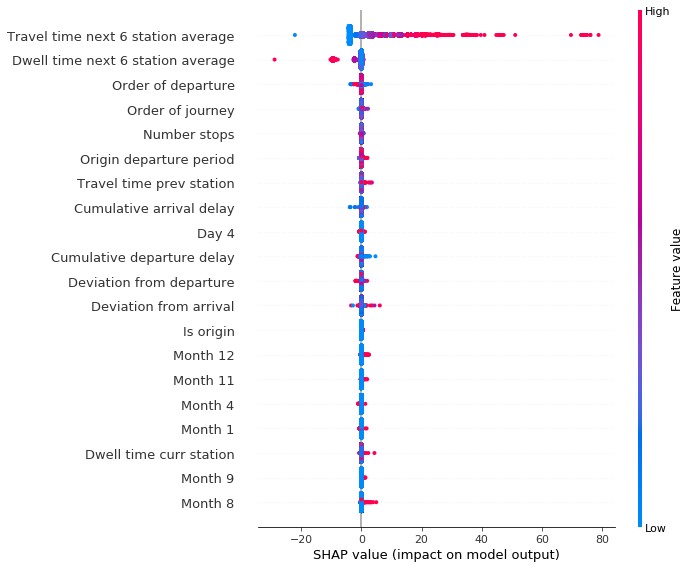 High
Travel time next 6 station average
Dwell time next 6 station average
Order of departure
Order of journey
Number stops
Origin departure period
Travel time prev station
Cumulative arrival delay
Day 4
Cumulative departure delay
Deviation from departure
Deviation from arrival
Is origin
Month 12
Month 11
Month 4
Month 1
Dwell time curr station
Month 9
Month 8
Feature value
Low
−20 0 20 40 60 80
SHAP value (impact on model output)